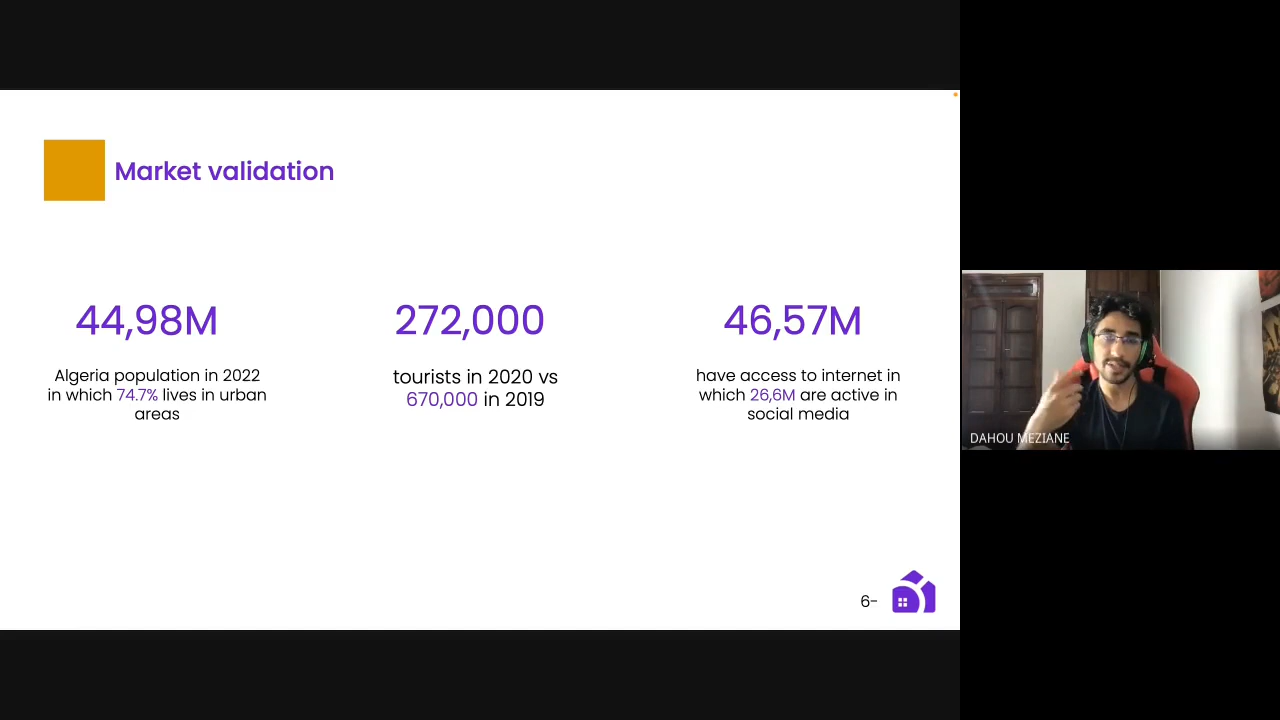 Market validation
44,98M
Algeria population in 2022
in which 74.7% lives in urban
areas
272,000
tourists in 2020 vs
670,000 in 2019
46,57M
have access to internet in
which 26,6M are active in
social media
6-
DAHOU MEZIANE